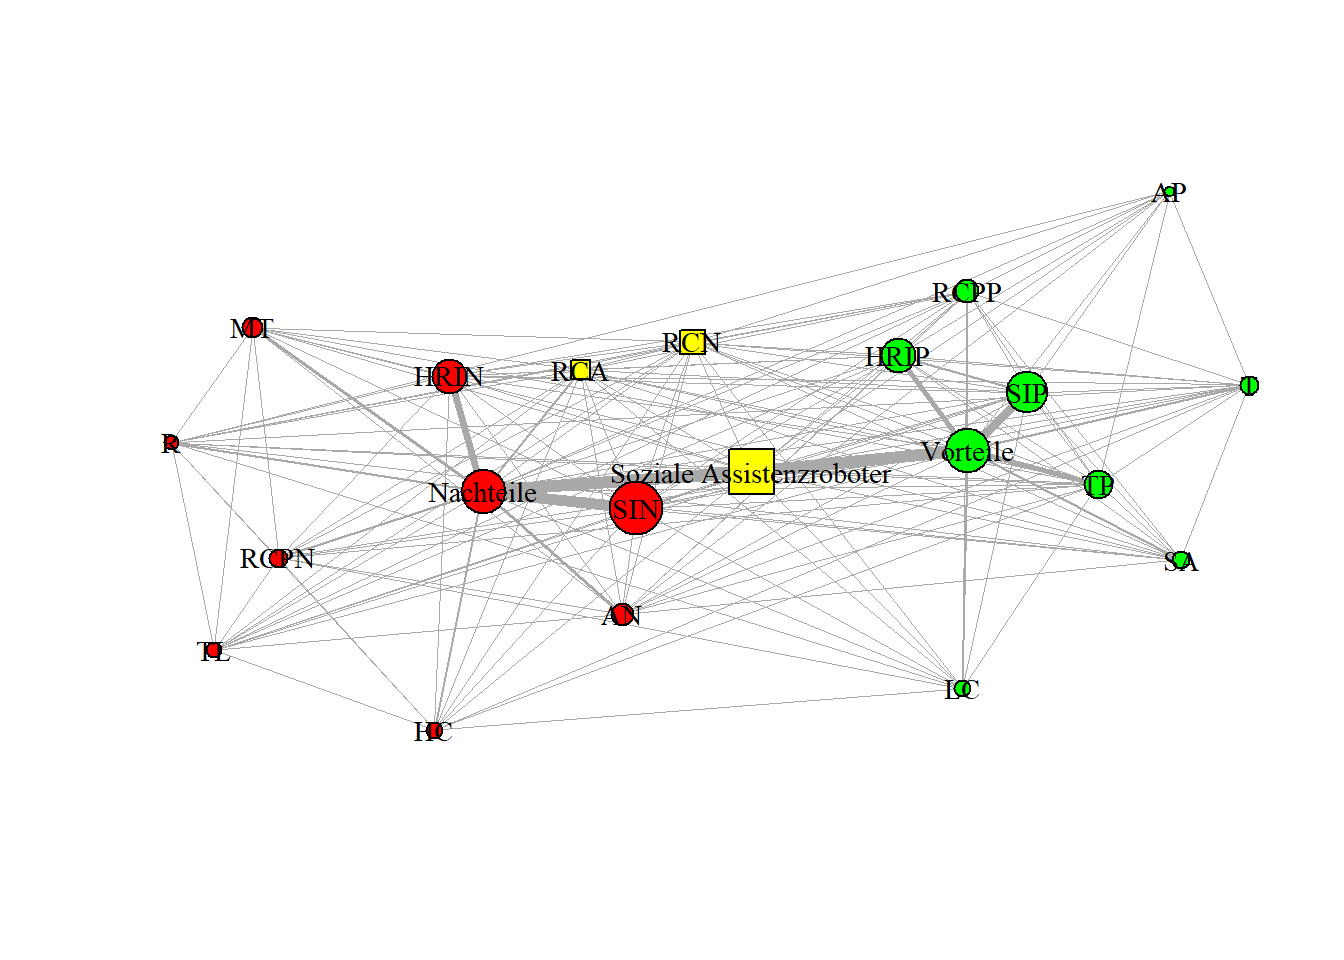 AP
RCPP
MT
RCN
HRIP
RCA
HRIN
SIP
I
R
Vorteile
Soziale Assistenzroboter
TP
Nachteile
SIN
RCPN
SA
AN
TL
LC
HC